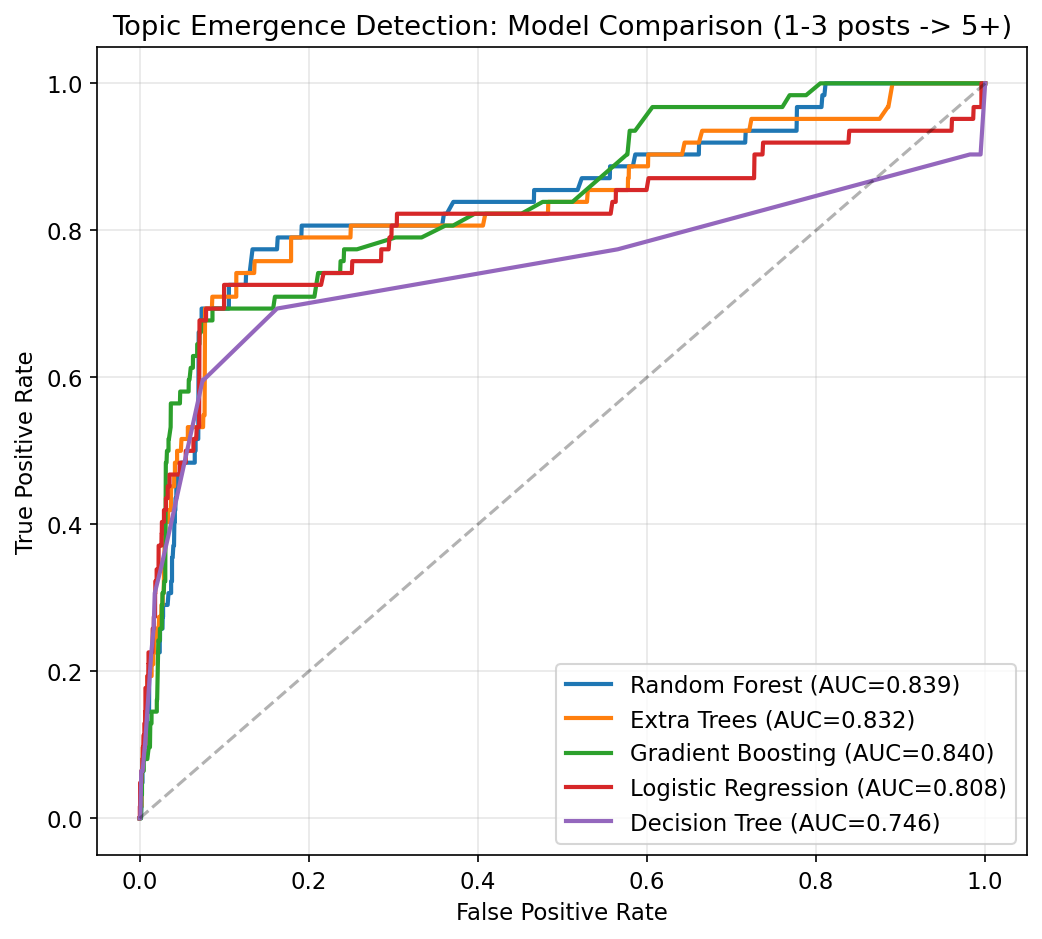 Topic Emergence Detection: Model Comparison (1-3 posts -> 5+)
1.0
0.8
0.6
0.4
0.2
0.0
True Positive Rate
Random Forest (AUC=0.839)
Extra Trees (AUC=0.832)
Gradient Boosting (AUC=0.840)
Logistic Regression (AUC=0.808)
Decision Tree (AUC=0.746)
0.0 0.2 0.4 0.6 0.8 1.0
False Positive Rate